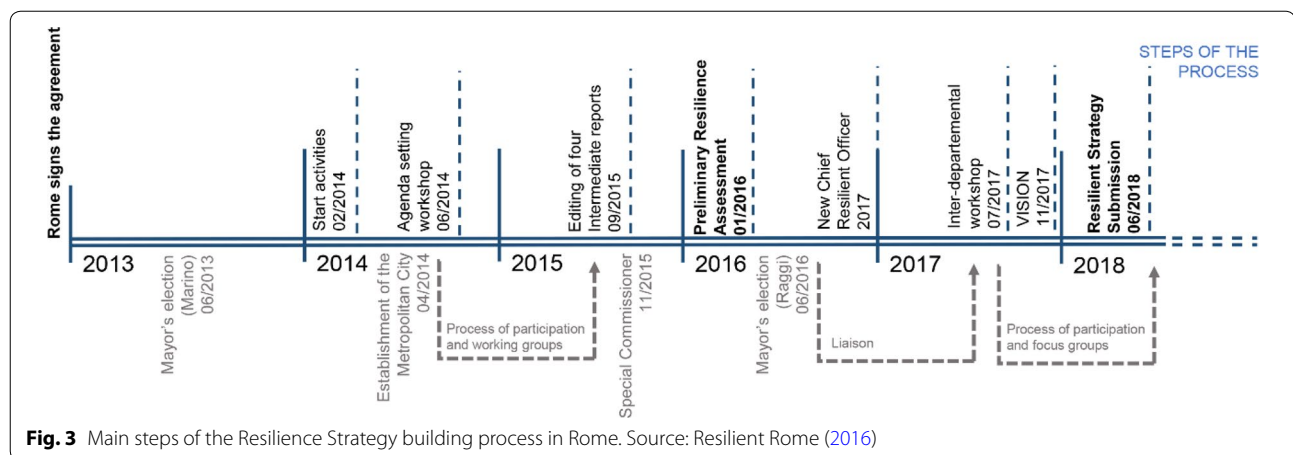 STEPS OF THE
PROCESS
Rome signs the agreement
Start activities
02/2014
Agenda setting
workshop
06/2014
Editing of four
Intermediate reports
09/2015
Preliminary Resilience
Assessment
01/2016
New Chief
Resilient Officer
2017
Inter-departemental
workshop
07/2017
VISION
11/2017
Resilient Strategy
Submission
06/2018
2013
2014
2015
2016
2017
2018
Mayor's election
(Marino)
06/2013
Establishment of the
Metropolitan City
04/2014
Process of participation
and working groups
Special Commissioner
11/2015
Mayor's election
(Raggi)
06/2016
Liaison
Process of participation
and focus groups
Fig. 3 Main steps of the Resilience Strategy building process in Rome. Source: Resilient Rome (2016)